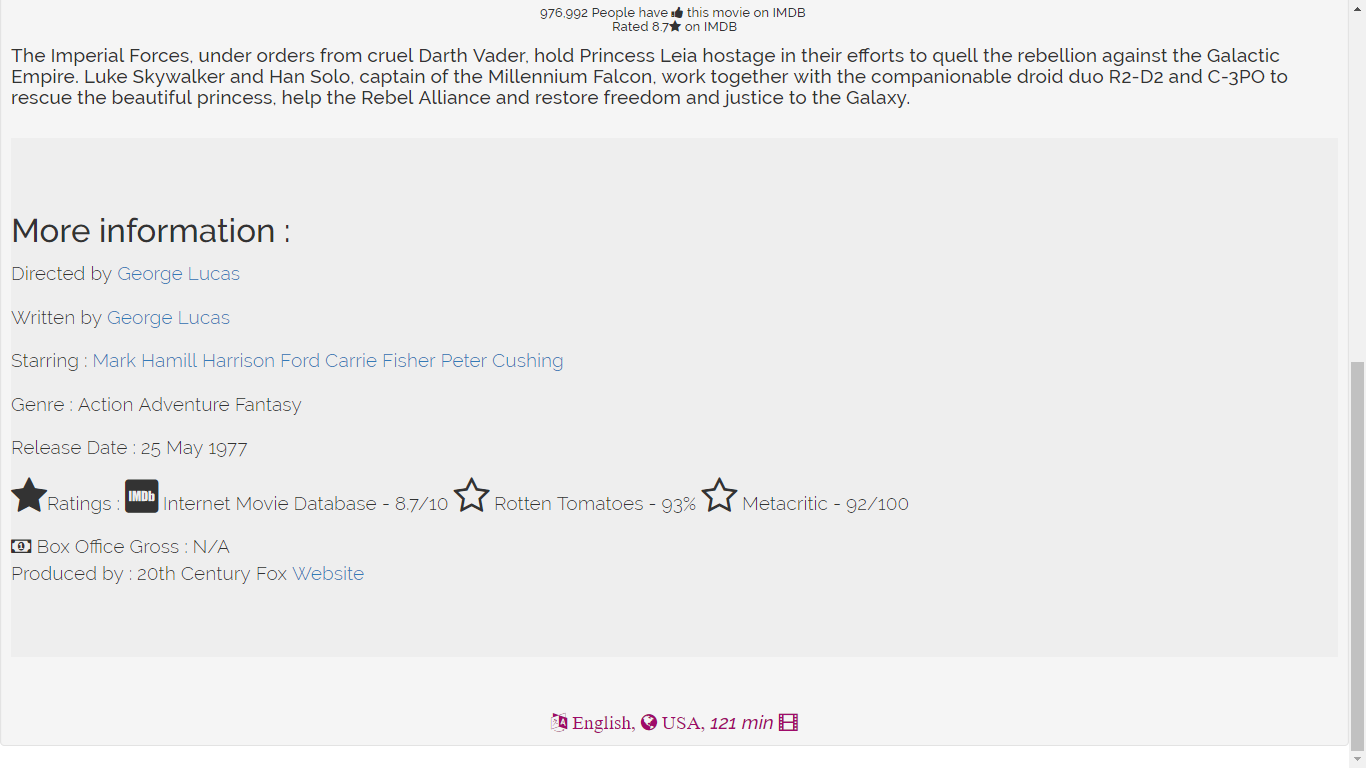 976,992 People have this movie on IMDB
Rated 8.7 on IMDB
The Imperial Forces, under orders from cruel Darth Vader, hold Princess Leia hostage in their efforts to quell the rebellion against the Galactic
Empire. Luke Skywalker and Han Solo, captain of the Millennium Falcon, work together with the companionable droid duo R2-D2 and C-3PO to
rescue the beautiful princess, help the Rebel Alliance and restore freedom and justice to the Galaxy.
More information :
Directed by George Lucas
Written by George Lucas
Starring : Mark Hamill Harrison Ford Carrie Fisher Peter Cushing
Genre : Action Adventure Fantasy
Release Date : 25 May 1977
Ratings : IMDb Internet Movie Database - 8.7/10 Rotten Tomatoes - 93% Metacritic - 92/100
Box Office Gross : N/A
Produced by : 20th Century Fox Website
English, USA, 121 min